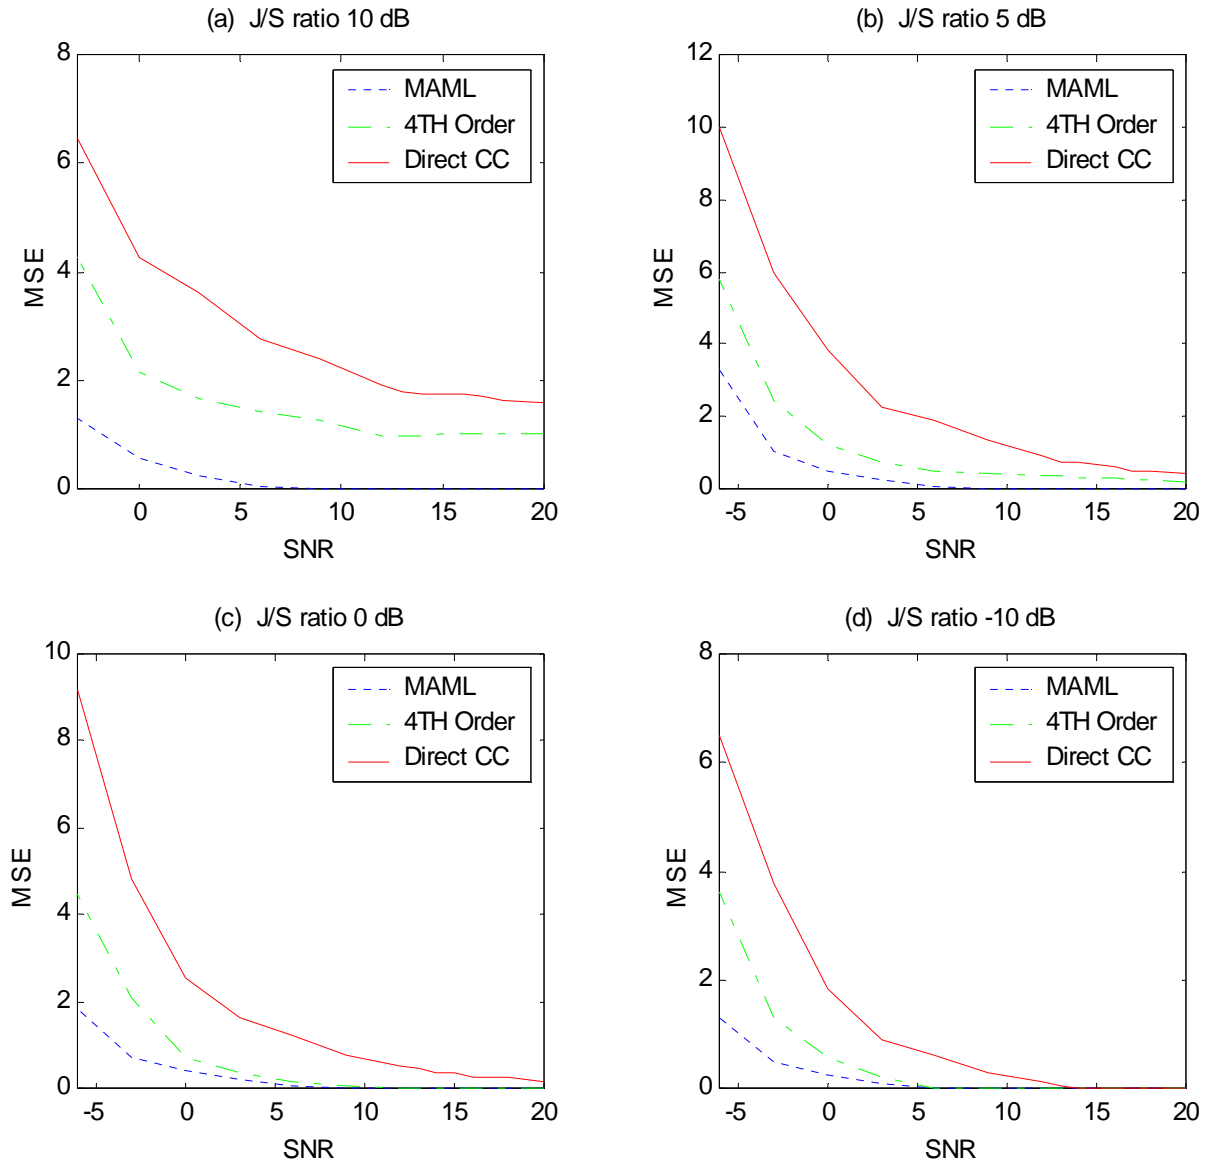 (a) J/S ratio 10 dB
8
6
4
2
0
MSE
MAML
4TH Order
Direct CC
0 5 10 15 20
SNR
(b) J/S ratio 5 dB
12
10
8
6
4
2
0
MSE
MAML
4TH Order
Direct CC
-5 0 5 10 15 20
SNR
(c) J/S ratio 0 dB
10
8
6
4
2
0
MSE
MAML
4TH Order
Direct CC
-5 0 5 10 15 20
SNR
(d) J/S ratio -10 dB
8
6
4
2
0
MSE
MAML
4TH Order
Direct CC
-5 0 5 10 15 20
SNR